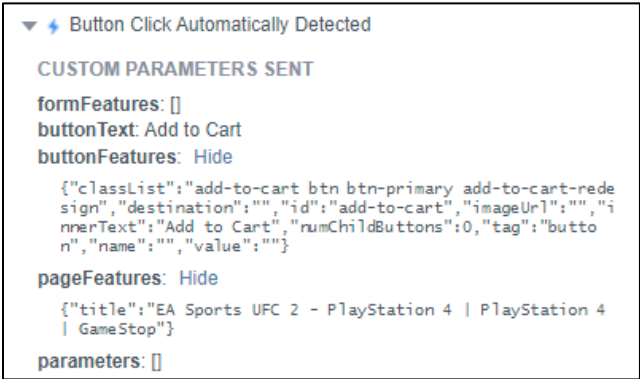 Button Click Automatically Detected
CUSTOM PARAMETERS SENT
formFeatures: []
buttonText: Add to Cart
buttonFeatures: Hide
{"classList":"add-to-cart btn btn-primary add-to-cart-rede
sign","destination":"","id":"add-to-cart","imageUrl":"","i
nnerText":"Add to Cart","numChildButtons":0,"tag":"butto
n","name":"","value":""}
pageFeatures: Hide
{"title":"EA Sports UFC 2 - PlayStation 4 | PlayStation 4
| GameStop"}
parameters: []